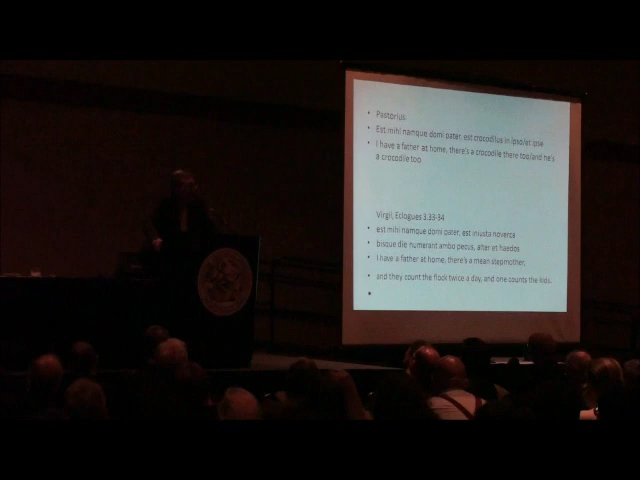 • Pastorius
• Est mihi namque domi pater, est crocodilus in ipso/et ipse
• I have a father at home, there's a crocodile there too/and he's
a crocodile too
Virgil, Eclogues 3.33-34
• est mihi namque domi pater, est iniusta noverca
• bisque die numerant ambo pecus, alter et haedos
• I have a father at home; there's a mean stepmother,
• and they count the flock twice a day, and one counts the kids.
•